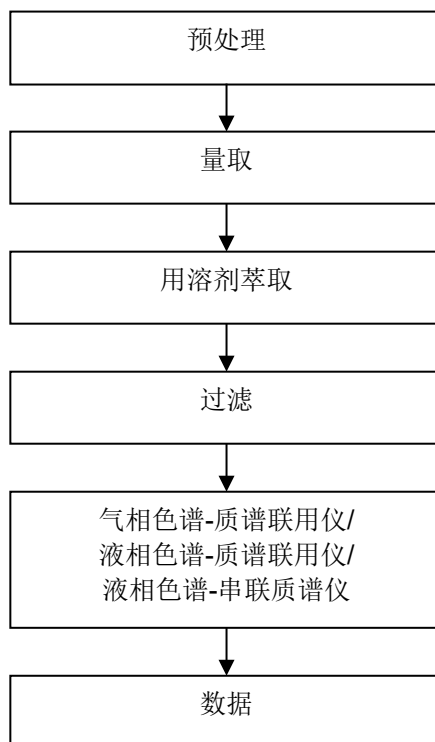 预处理
量取
用溶剂萃取
过滤
气相色谱-质谱联用仪/
液相色谱-质谱联用仪/
液相色谱-串联质谱仪
数据